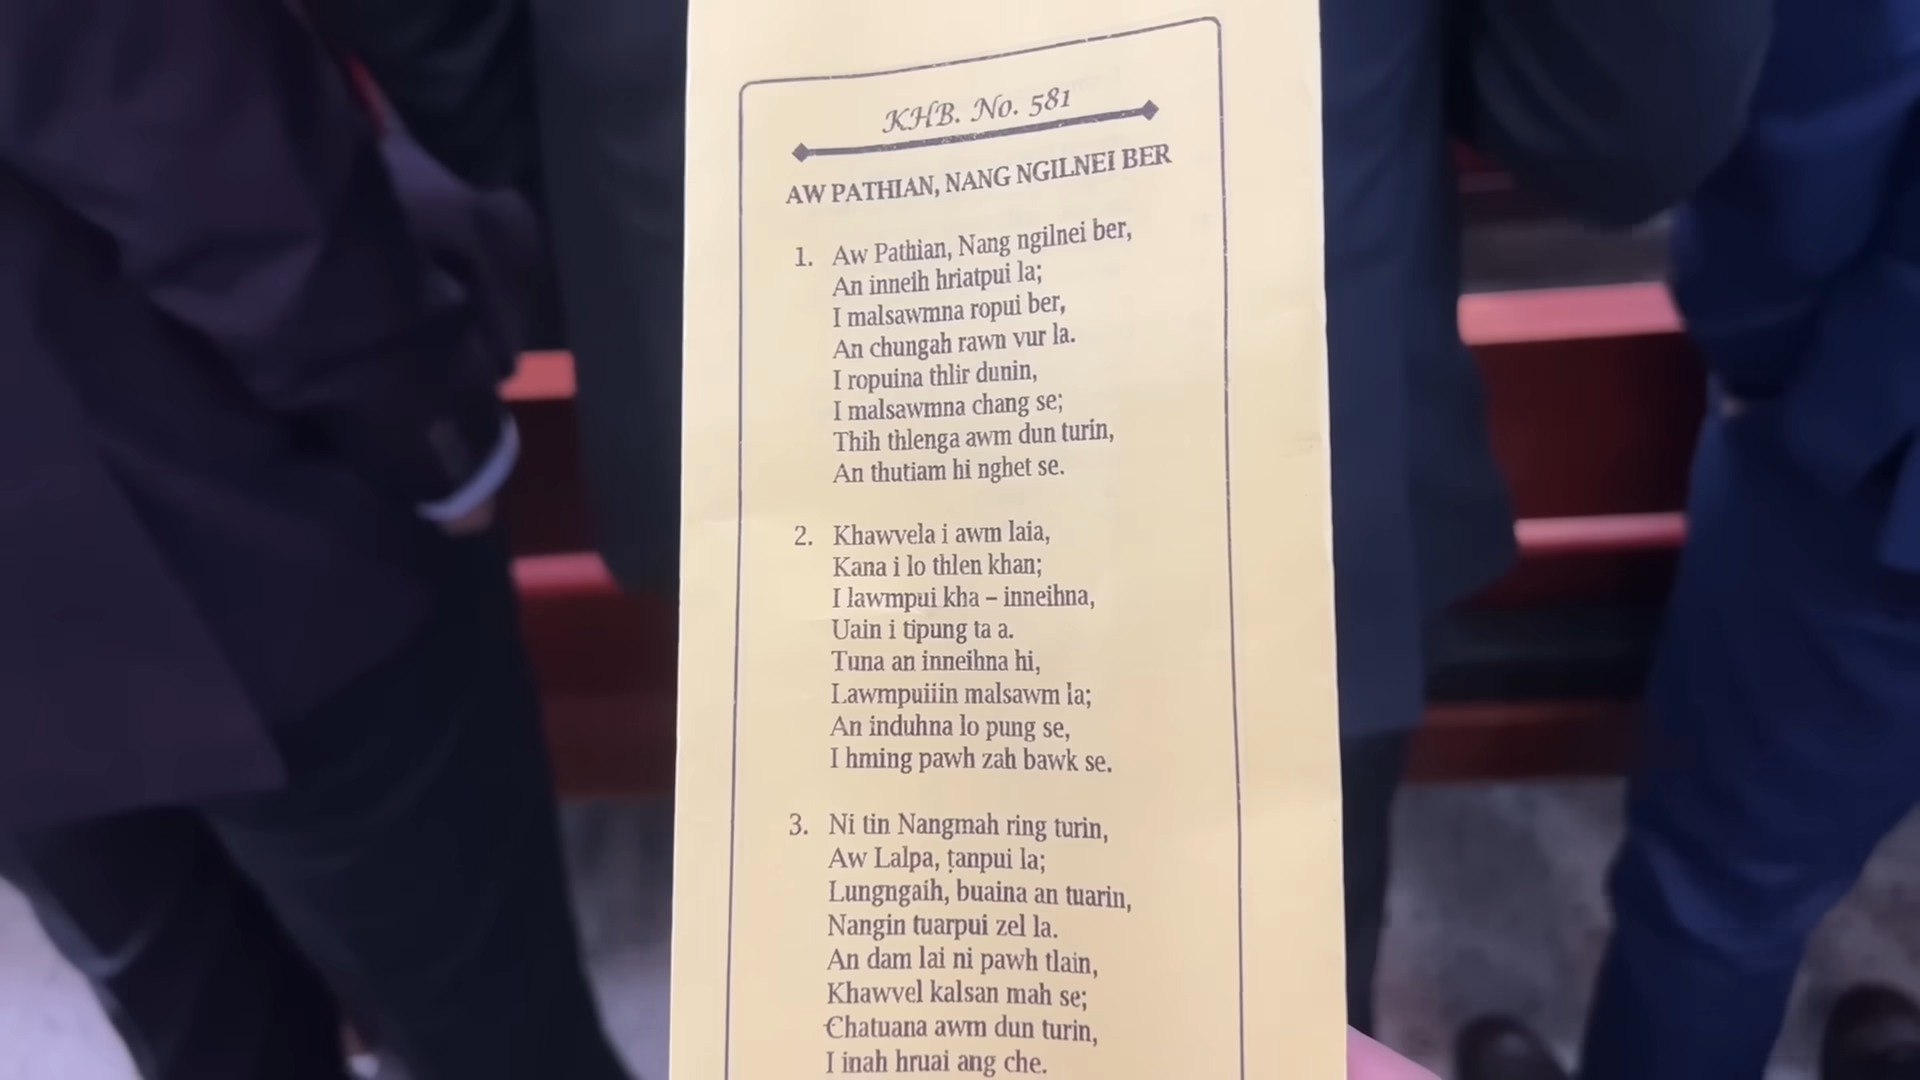 KHB. No. 581
AW PATHIAN, NANG NGILNEI BER
1. Aw Pathian, Nang ngilnei ber,
An inneih hriatpui la;
I malsawmna ropui ber,
An chungah rawn vur la.
I ropuina thlir dunin,
I malsawmna chang se;
Thih thlenga awm dun turin,
An thutiam hi nghet se.
2. Khawvela i awm laia,
Kana i lo thlen khan;
I lawmpui kha – inneihna,
Uain i tipung ta a.
Tuna an inneihna hi,
Lawmpuiiin malsawm la;
An induhna lo pung se,
I hming pawh zah bawk se.
3. Ni tin Nangmah ring turin,
Aw Lalpa, ṭanpui la;
Lungngaih, buaina an tuarin,
Nangin tuarpui zel la.
An dam lai ni pawh tlain,
Khawvel kalsan mah se;
Chatuana awm dun turin,
I inah hruai ang che.